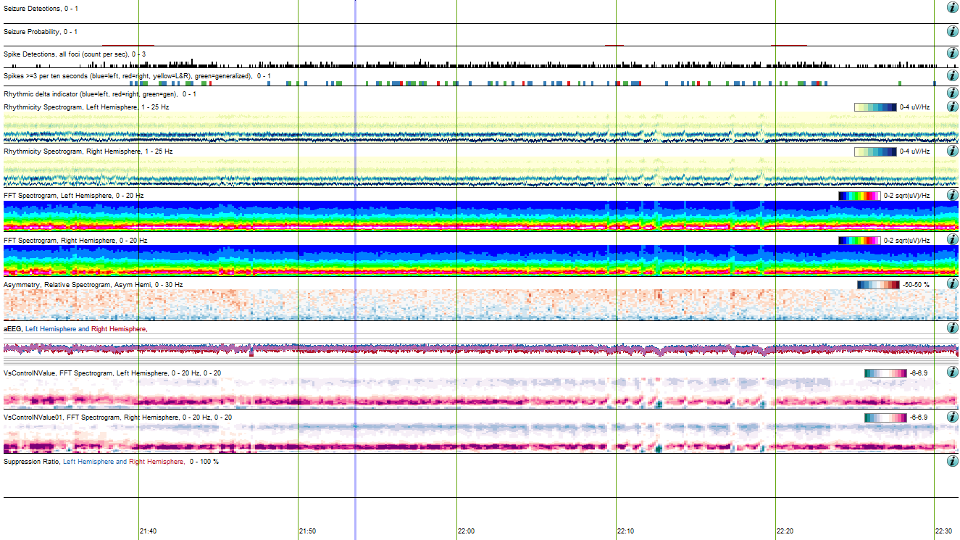 Seizure Detections, 0 - 1
Seizure Probability, 0 - 1
Spike Detections, all foci (count per sec), 0 - 3
Spikes >=3 per ten seconds (blue=left, red=right, yellow=L&R), green=generalized), 0 - 1
Rhythmic delta indicator (blue=left, red=right, green=gen), 0 - 1
Rhythmicity Spectrogram, Left Hemisphere, 1 - 25 Hz
0-4 uV/Hz
Rhythmicity Spectrogram, Right Hemisphere, 1 - 25 Hz
0-4 uV/Hz
FFT Spectrogram, Left Hemisphere, 0 - 20 Hz
0-2 sqrt(uV)/Hz
FFT Spectrogram, Right Hemisphere, 0 - 20 Hz
0-2 sqrt(uV)/Hz
Asymmetry, Relative Spectrogram, Asym Hemi, 0 - 30 Hz
-50-50 %
aEEG, Left Hemisphere and Right Hemisphere,
VsControlNValue, FFT Spectrogram, Left Hemisphere, 0 - 20 Hz, 0 - 20
-6-6.9
VsControlNValue01, FFT Spectrogram, Right Hemisphere, 0 - 20 Hz, 0 - 20
-6-6.9
Suppression Ratio, Left Hemisphere and Right Hemisphere, 0 - 100 %
21:40 21:50 22:00 22:10 22:20 22:30